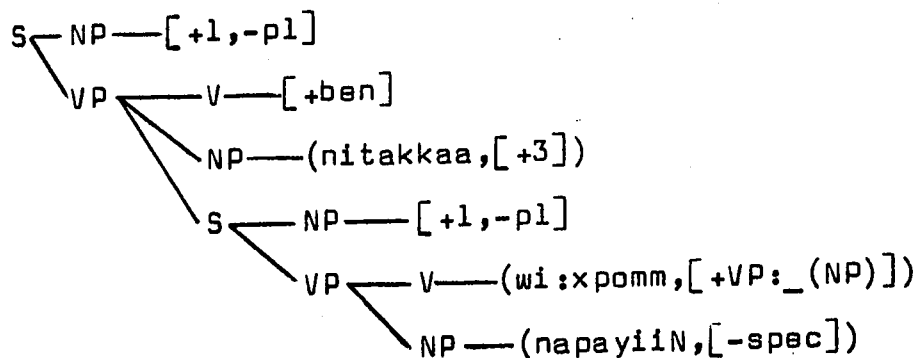 S NP [+1,-pl]
VP V [+ben]
NP (nitakkaa,[+3])
S NP [+1,-pl]
VP V (wi:xpomm,[+VP:_(NP)])
NP (napayiiN,[-spec])